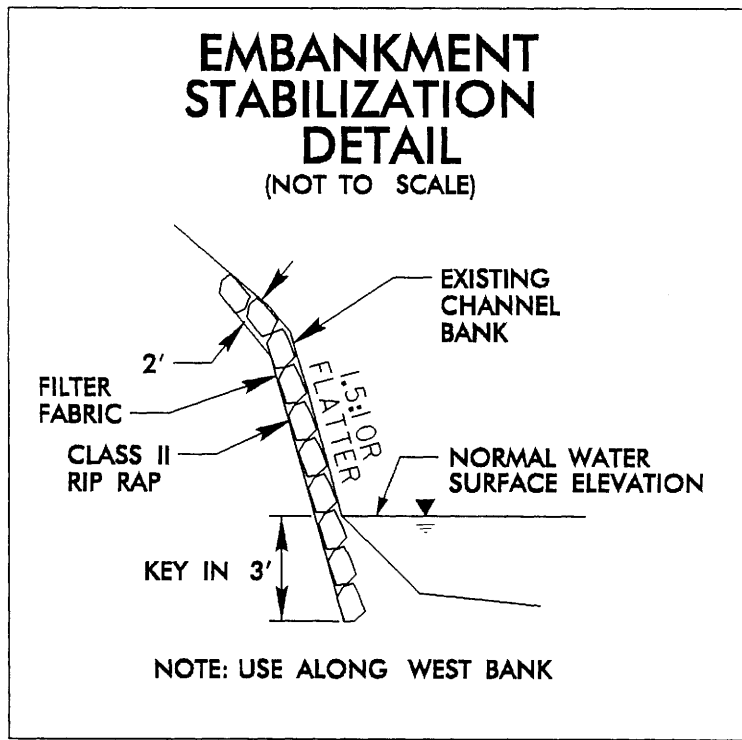 EMBANKMENT
STABILIZATION
DETAIL
(NOT TO SCALE)
EXISTING
CHANNEL
BANK
2'
FILTER
FABRIC
1.5:1 OR
FLATTER
CLASS II
RIP RAP
NORMAL WATER
SURFACE ELEVATION
KEY IN 3'
NOTE: USE ALONG WEST BANK